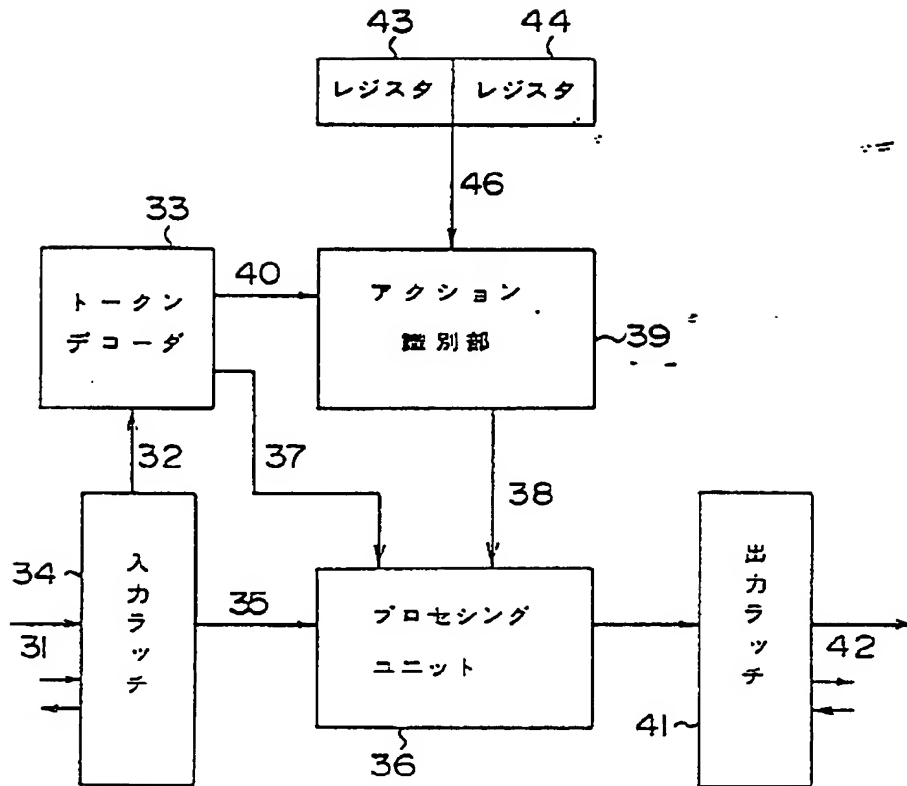 43
44
レジスタ
レジスタ
46
33
トークン
デコーダ
40
アクション
識別部
39
32
37
38
34
入力ラッチ
31
35
プロセシング
ユニット
36
出力ラッチ
42
41